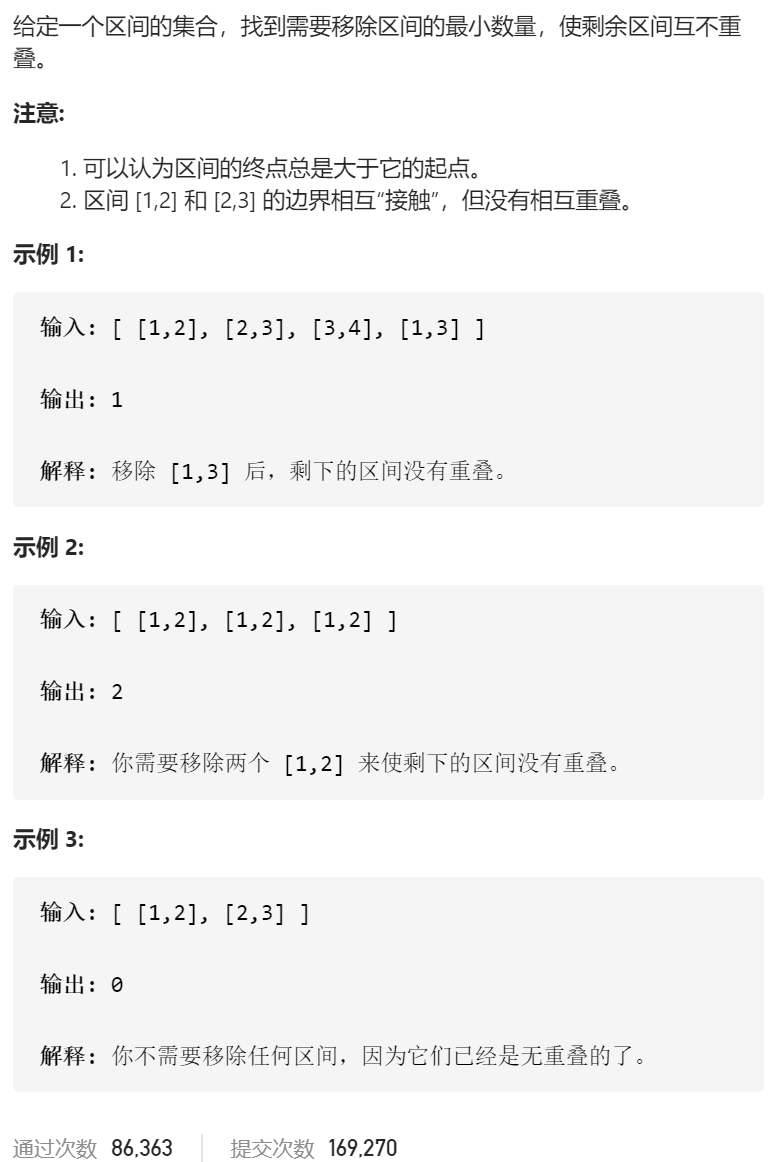 给定一个区间的集合，找到需要移除区间的最小数量，使剩余区间互不重
叠。
注意:
1. 可以认为区间的终点总是大于它的起点。
2. 区间 [1,2] 和 [2,3] 的边界相互“接触”，但没有相互重叠。
示例 1:
输入: [ [1,2], [2,3], [3,4], [1,3] ]
输出: 1
解释: 移除 [1,3] 后，剩下的区间没有重叠。
示例 2:
输入: [ [1,2], [1,2], [1,2] ]
输出: 2
解释: 你需要移除两个 [1,2] 来使剩下的区间没有重叠。
示例 3:
输入: [ [1,2], [2,3] ]
输出: 0
解释: 你不需要移除任何区间，因为它们已经是无重叠的了。
通过次数 86,363 提交次数 169,270